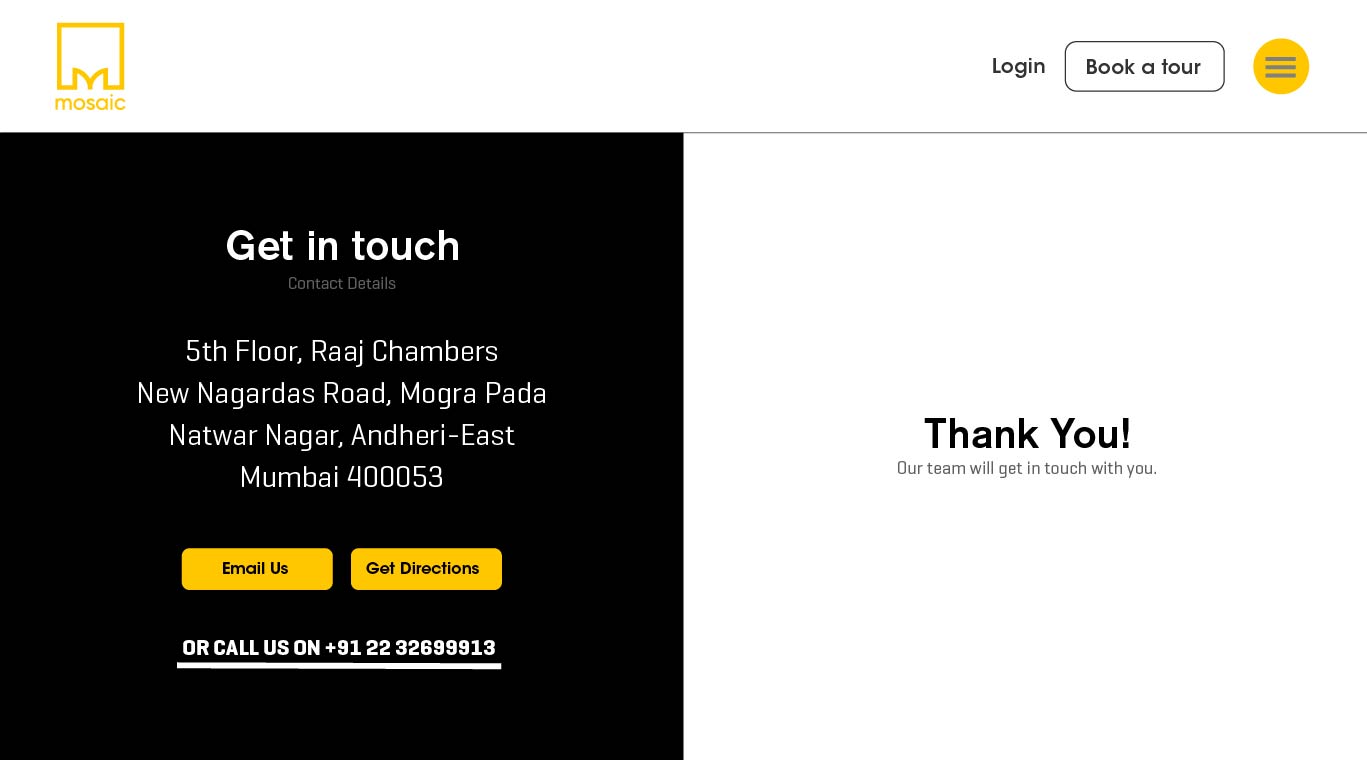 mosaic
Login
Book a tour
Get in touch
Contact Details
5th Floor, Raaj Chambers
New Nagardas Road, Mogra Pada
Natwar Nagar, Andheri-East
Mumbai 400053
Email Us
Get Directions
OR CALL US ON +91 22 32699913
Thank You!
Our team will get in touch with you.